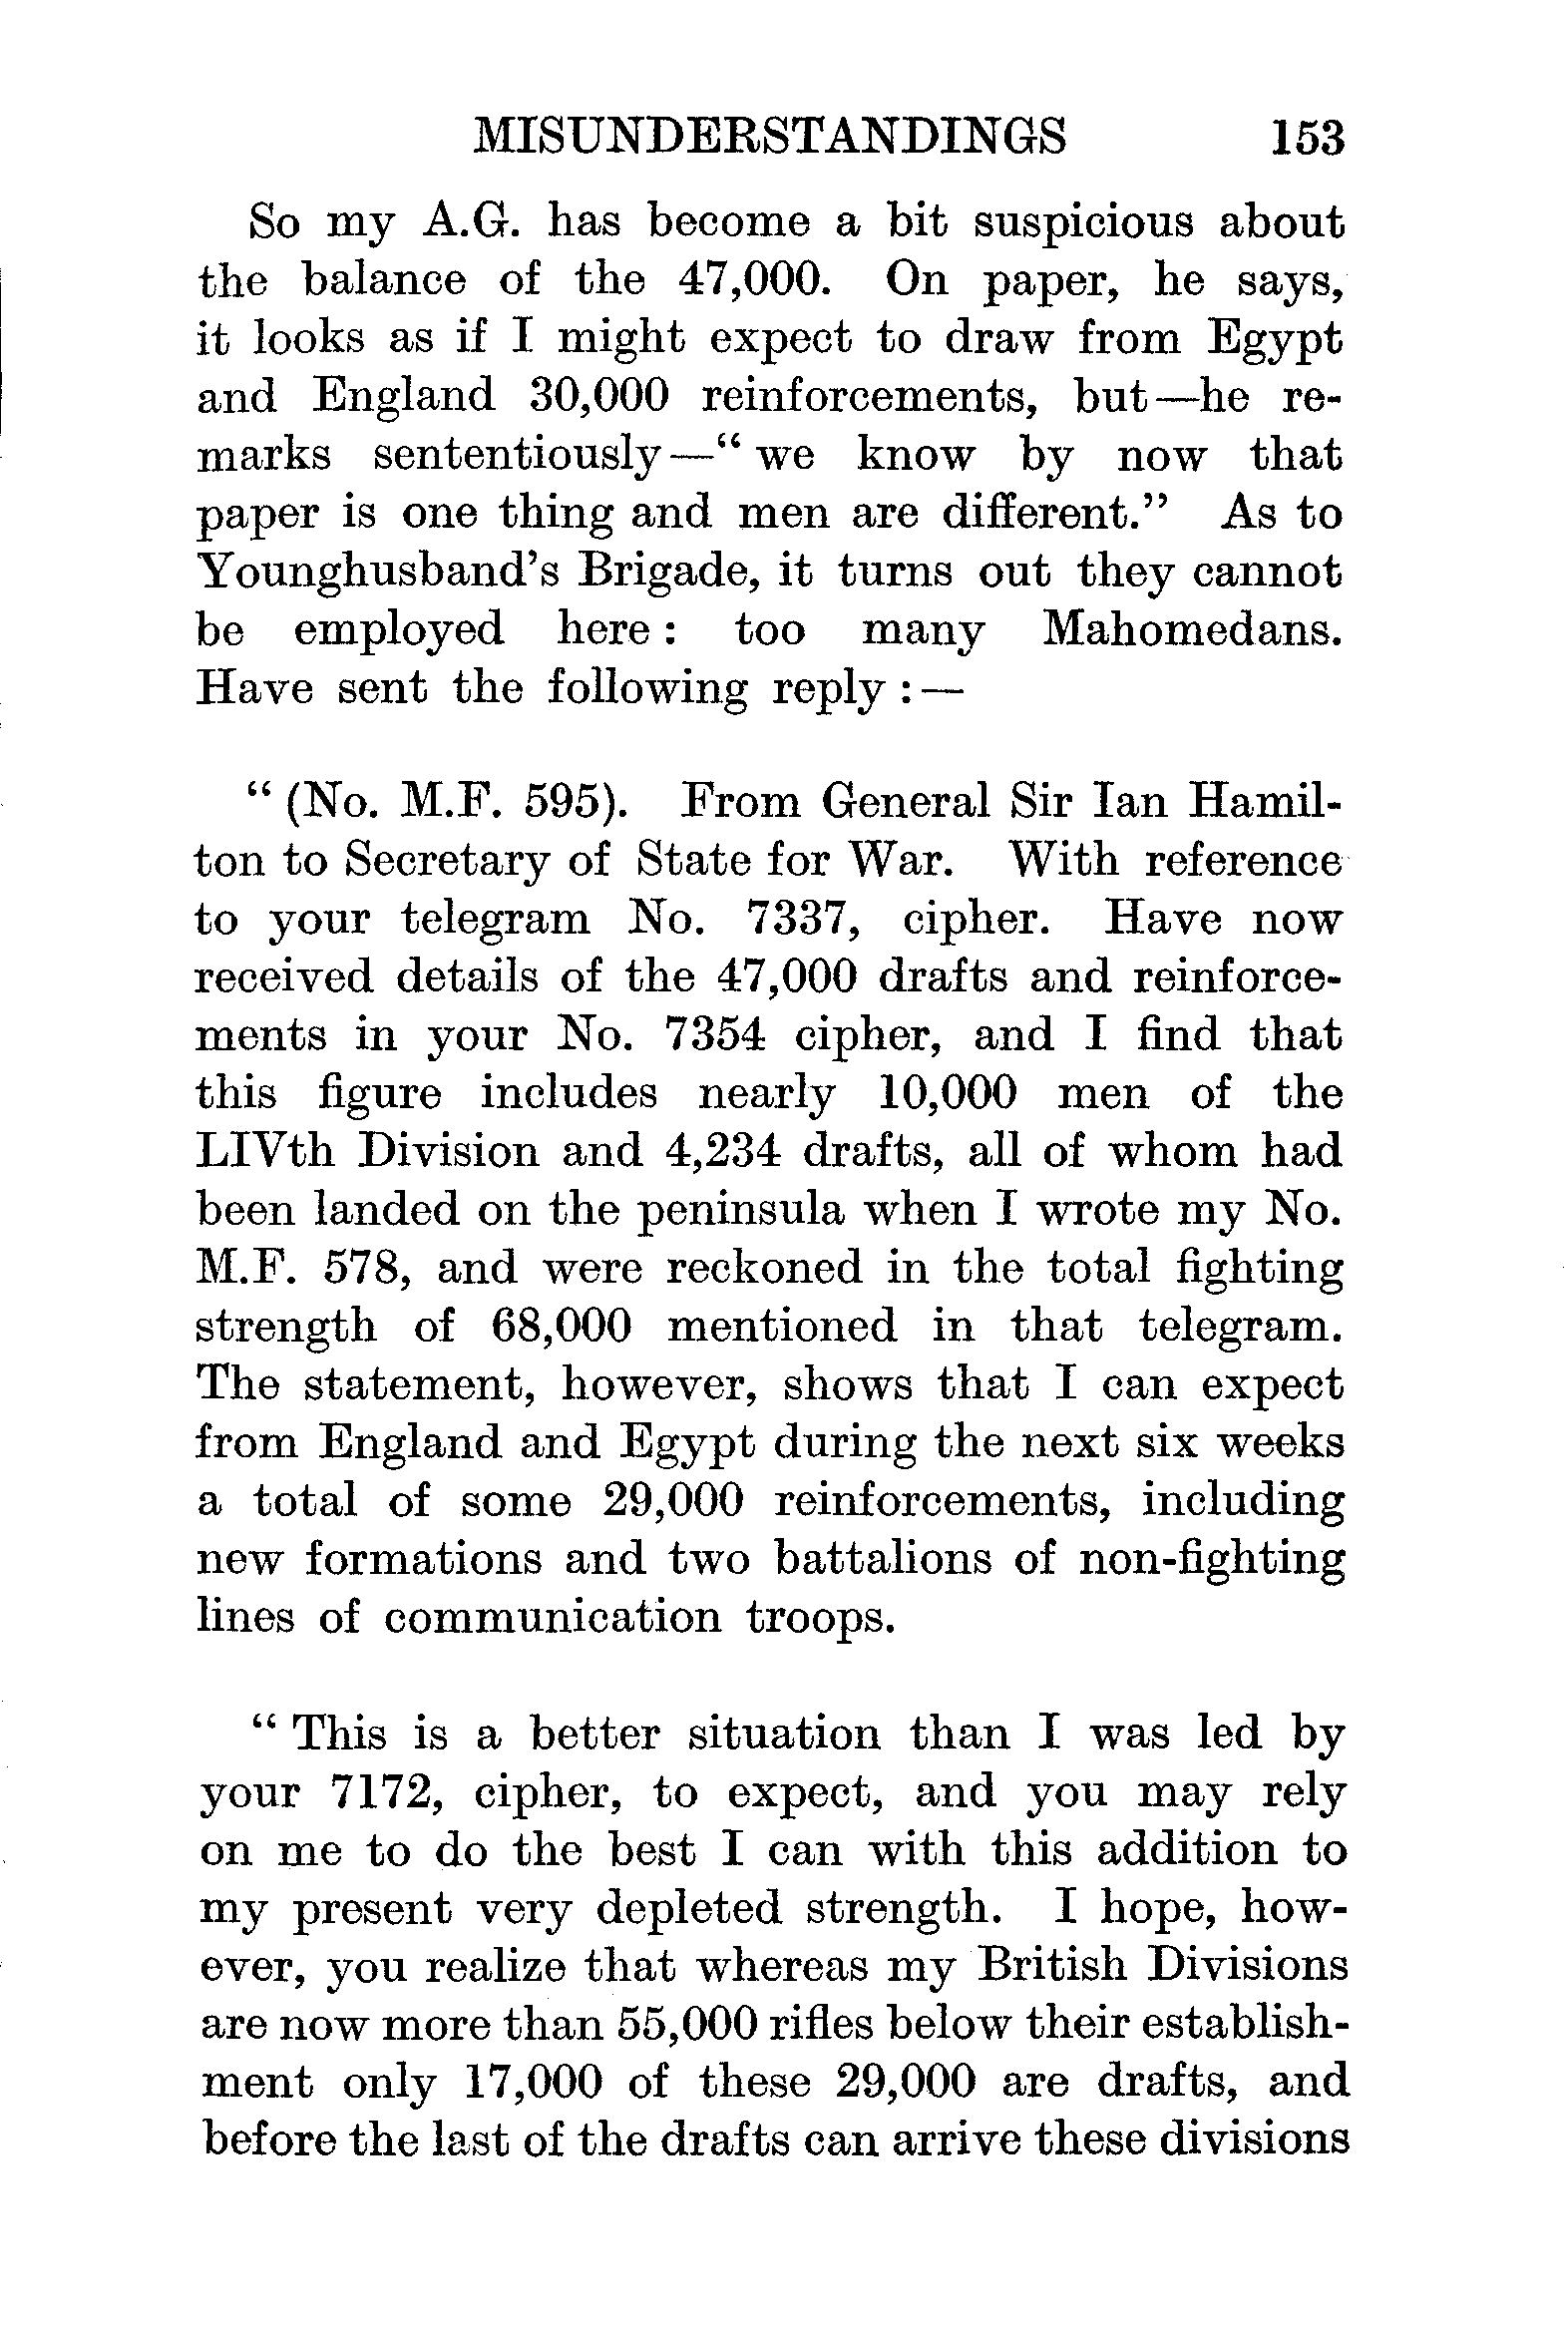 MISUNDERSTANDINGS 153
So my A.G. has become a bit suspicious about
the balance of the 47,000. On paper, he says,
it looks as if I might expect to draw from Egypt
and England 30,000 reinforcements, but—he re-
marks sententiously—“ we know by now that
paper is one thing and men are different.” As to
Younghusband’s Brigade, it turns out they cannot
be employed here : too many Mahomedans.
Have sent the following reply :—
“ (No. M.F. 595). From General Sir Ian Hamil-
ton to Secretary of State for War. With reference
to your telegram No. 7337, cipher. Have now
received details of the 47,000 drafts and reinforce-
ments in your No. 7354 cipher, and I find that
this figure includes nearly 10,000 men of the
LIVth Division and 4,234 drafts, all of whom had
been landed on the peninsula when I wrote my No.
M.F. 578, and were reckoned in the total fighting
strength of 68,000 mentioned in that telegram.
The statement, however, shows that I can expect
from England and Egypt during the next six weeks
a total of some 29,000 reinforcements, including
new formations and two battalions of non-fighting
lines of communication troops.
“ This is a better situation than I was led by
your 7172, cipher, to expect, and you may rely
on me to do the best I can with this addition to
my present very depleted strength. I hope, how-
ever, you realize that whereas my British Divisions
are now more than 55,000 rifles below their establish-
ment only 17,000 of these 29,000 are drafts, and
before the last of the drafts can arrive these divisions